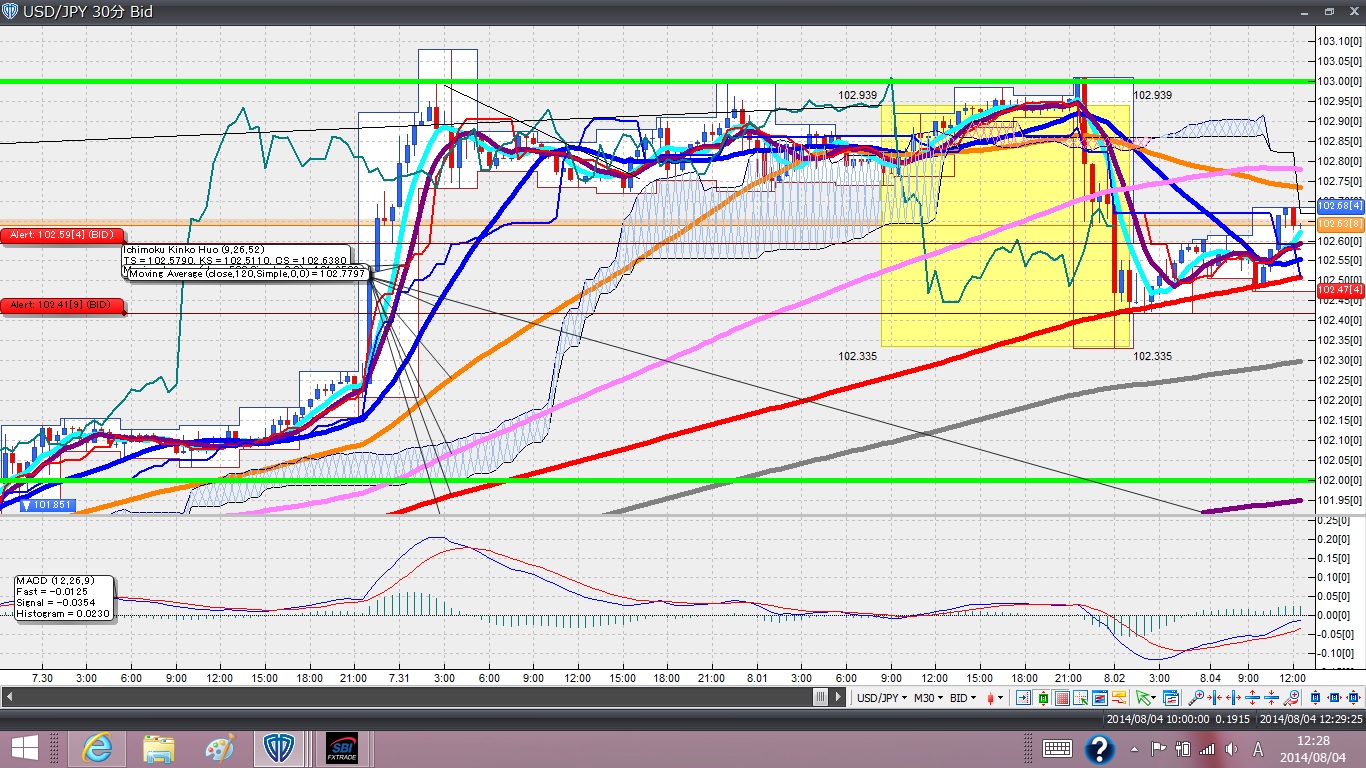 USD/JPY 30分 Bid
103.10[0]
103.05[0]
103.00[0]
102.95[0]
102.90[0]
102.85[0]
102.80[0]
102.75[0]
102.68[4]
102.63[8]
102.60[0]
102.55[0]
102.47[4]
102.40[0]
102.35[0]
102.30[0]
102.25[0]
102.20[0]
102.15[0]
102.10[0]
102.05[0]
102.00[0]
101.95[0]
102.939
102.939
102.335
102.335
Alert: 102.59[4] (BID)
Ichimoku Kinko Huo (9,26,52)
TS = 102.5790, KS = 102.5110, CS = 102.6380
Moving Average (close,120,Simple,0,0) = 102.7797
Alert: 102.41[9] (BID)
101.851
0.25[0]
0.20[0]
0.15[0]
0.10[0]
0.05[0]
0.00[0]
-0.05[0]
-0.10[0]
MACD (12,26,9)
Fast = -0.0125
Signal = -0.0354
Histogram = 0.0230
7.30 3:00 6:00 9:00 12:00 15:00 18:00 21:00 7.31 3:00 6:00 9:00 12:00 15:00 18:00 21:00 8.01 3:00 6:00 9:00 12:00 15:00 18:00 21:00 8.02 3:00 8.04 9:00 12:00
USD/JPY M30 BID
2014/08/04 10:00:00 0.1915 2014/08/04 12:29:25
SBI
FXTRADE
A
12:28
2014/08/04